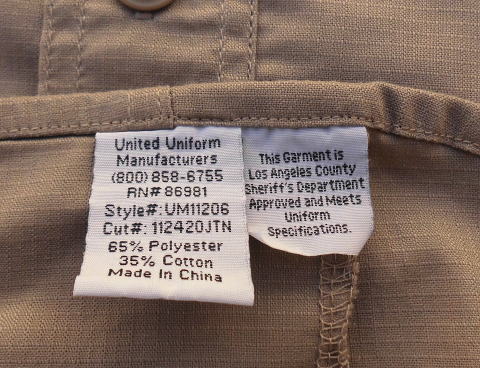 United Uniform
Manufacturers
(800) 858-6755
RN# 86981
Style#: UM11206
Cut#: 112420JTN
65% Polyester
35% Cotton
Made In China
This Garment is
Los Angeles County
Sheriff's Department
Approved and Meets
Uniform
Specifications.